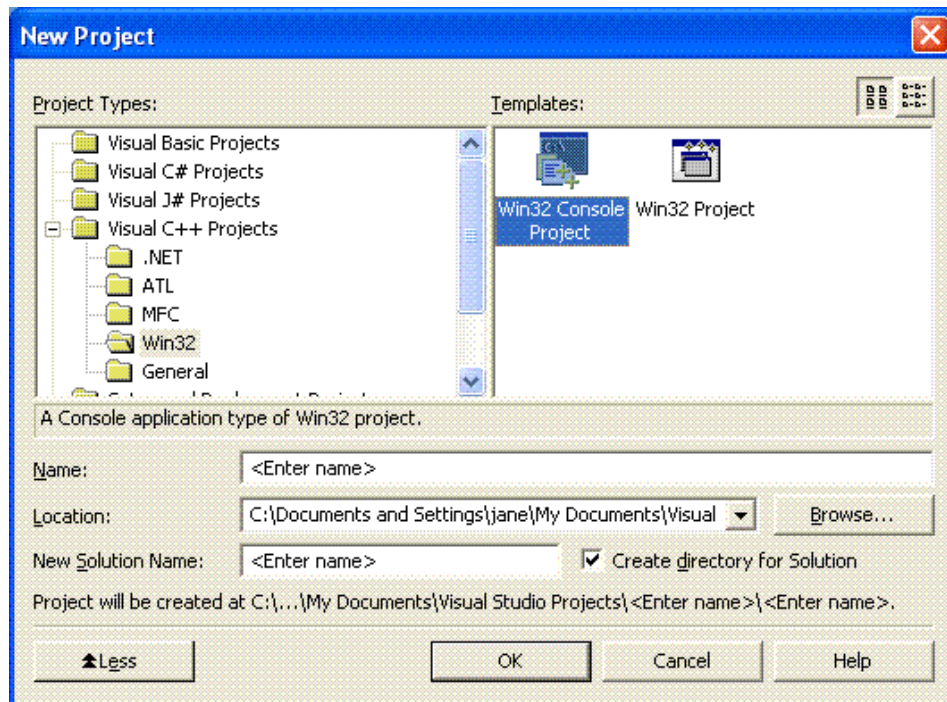 New Project
Project Types:
Templates:
Visual Basic Projects
Visual C# Projects
Visual J# Projects
Visual C++ Projects
.NET
ATL
MFC
Win32
General
Win32 Console
Project
Win32 Project
A Console application type of Win32 project.
Name:
<Enter name>
Location:
C:\Documents and Settings\jane\My Documents\Visual
Browse...
New Solution Name:
<Enter name>
Create directory for Solution
Project will be created at C:\...\My Documents\Visual Studio Projects\<Enter name>\<Enter name>.
Less
OK
Cancel
Help